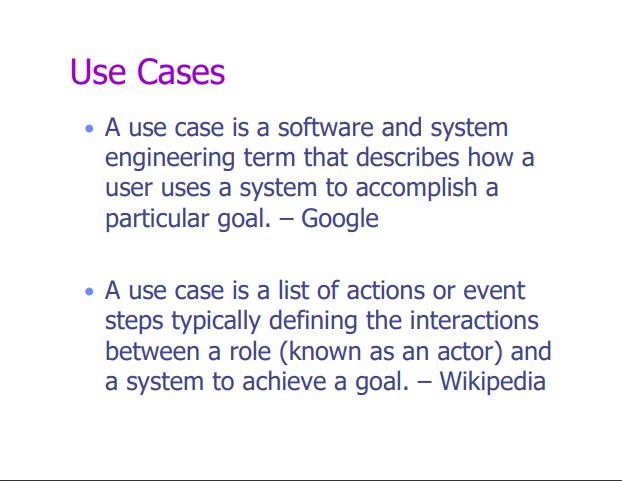 Use Cases
• A use case is a software and system
engineering term that describes how a
user uses a system to accomplish a
particular goal. – Google
• A use case is a list of actions or event
steps typically defining the interactions
between a role (known as an actor) and
a system to achieve a goal. – Wikipedia